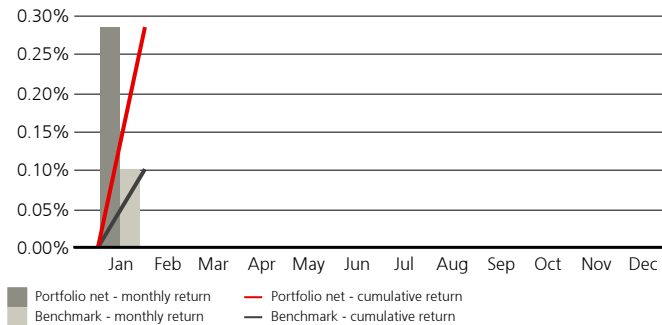 0.30%
0.25%
0.20%
0.15%
0.10%
0.05%
0.00%
Jan Feb Mar Apr May Jun Jul Aug Sep Oct Nov Dec
Portfolio net - monthly return Portfolio net - cumulative return
Benchmark - monthly return Benchmark - cumulative return